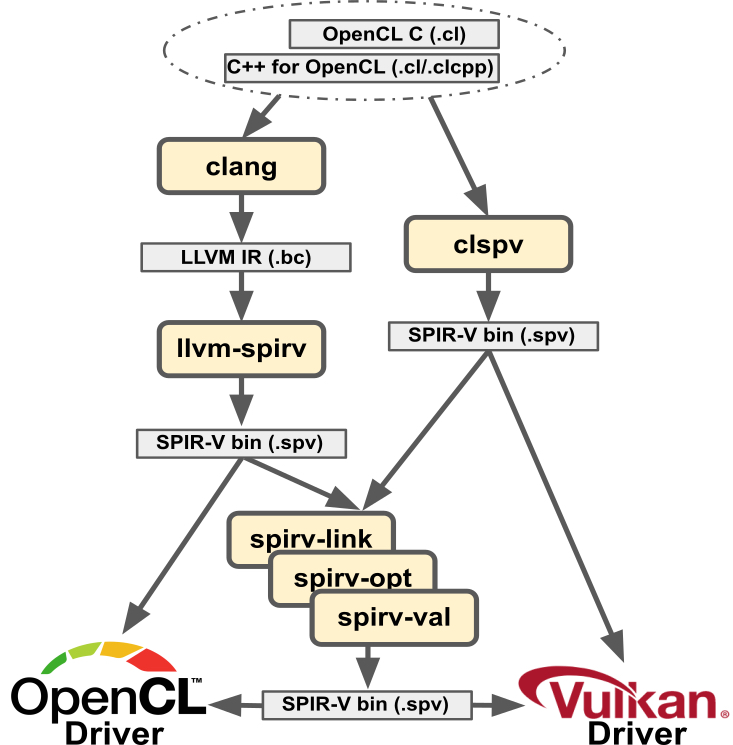 OpenCL C (.cl)
C++ for OpenCL (.cl/.clcpp)
clang
clspv
LLVM IR (.bc)
SPIR-V bin (.spv)
llvm-spirv
SPIR-V bin (.spv)
spirv-link
spirv-opt
spirv-val
OpenCL™
Driver
SPIR-V bin (.spv)
Vulkan®
Driver